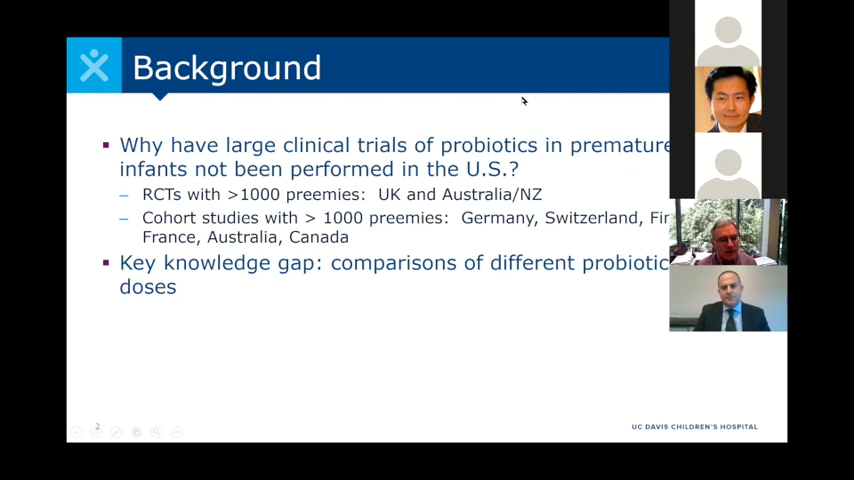 Background
Why have large clinical trials of probiotics in premature
infants not been performed in the U.S.?
RCTs with >1000 preemies: UK and Australia/NZ
Cohort studies with > 1000 preemies: Germany, Switzerland,
France, Australia, Canada
Key knowledge gap: comparisons of different probiotic
doses
2
UC DAVIS CHILDREN'S HOSPITAL